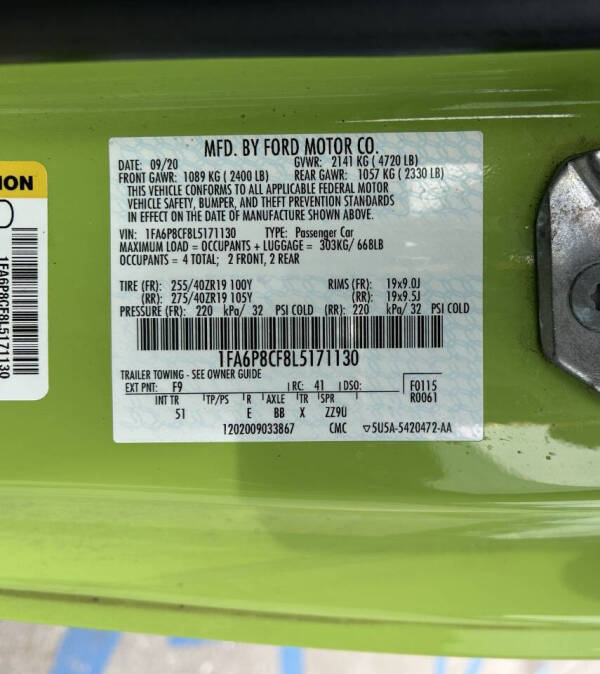 MFD. BY FORD MOTOR CO.
DATE: 09/20 GVWR: 2141 KG ( 4720 LB)
FRONT GAWR: 1089 KG ( 2400 LB) REAR GAWR: 1057 KG ( 2330 LB)
THIS VEHICLE CONFORMS TO ALL APPLICABLE FEDERAL MOTOR
VEHICLE SAFETY, BUMPER, AND THEFT PREVENTION STANDARDS
IN EFFECT ON THE DATE OF MANUFACTURE SHOWN ABOVE.
VIN: 1FA6P8CF8L5171130 TYPE: Passenger Car
MAXIMUM LOAD = OCCUPANTS + LUGGAGE = 303KG/ 668LB
OCCUPANTS = 4 TOTAL; 2 FRONT, 2 REAR
TIRE (FR): 255/40ZR19 100Y RIMS (FR): 19x9.0J
(RR): 275/40ZR19 105Y (RR): 19x9.5J
PRESSURE (FR): 220 kPa/ 32 PSI COLD (RR): 220 kPa/ 32 PSI COLD
1FA6P8CF8L5171130
TRAILER TOWING - SEE OWNER GUIDE
EXT PNT: F9 RC: 41 DSO: F0115
INT TR TP/PS R AXLE TR SPR R0061
51 E BB X ZZ9U
1202009033867 CMC ▽5U5A-5420472-AA
ION
1FA6P8CF8L5171130